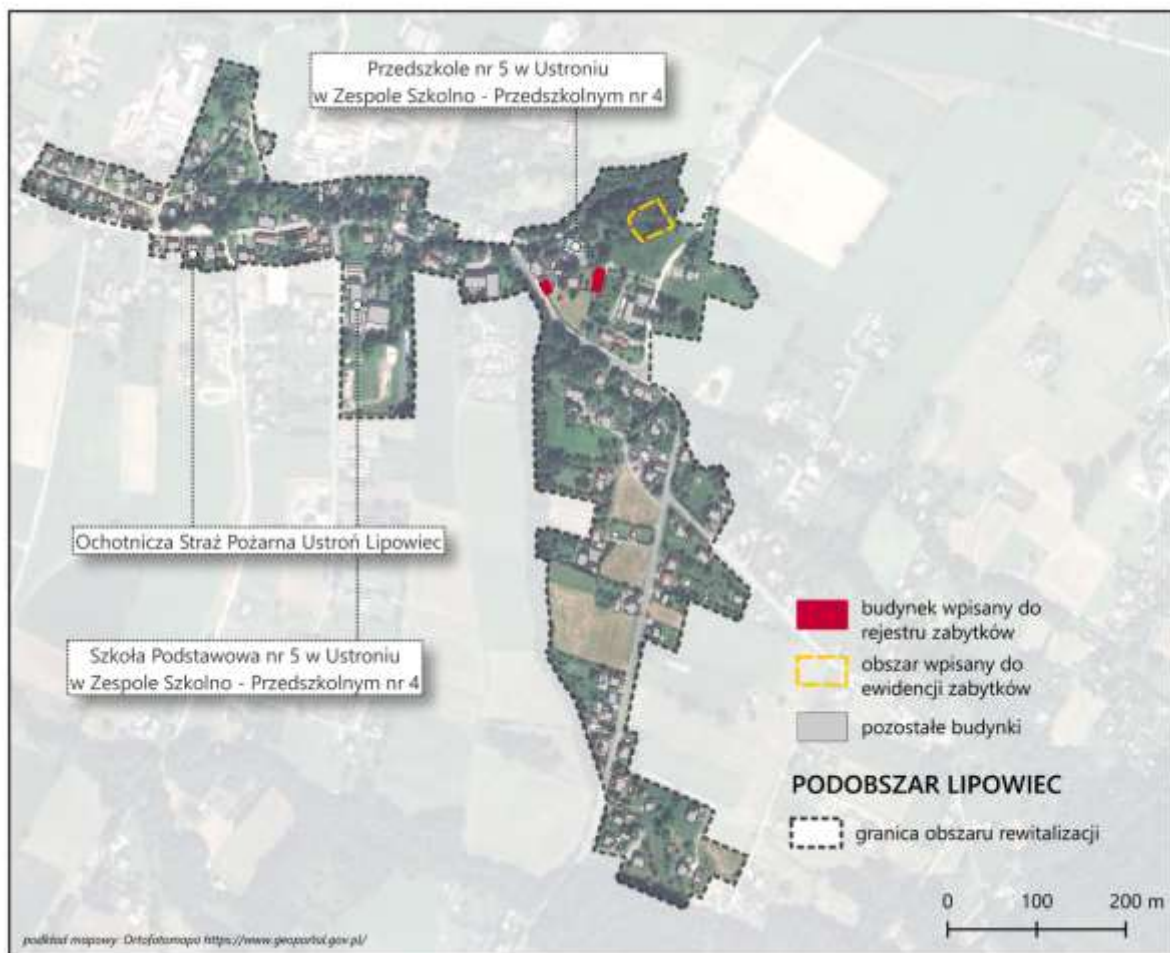 Przedszkole nr 5 w Ustroniu
w Zespole Szkolno - Przedszkolnym nr 4
Ochotnicza Straż Pożarna Ustroń Lipowiec
Szkoła Podstawowa nr 5 w Ustroniu
w Zespole Szkolno - Przedszkolnym nr 4
budynek wpisany do
rejestru zabytków
obszar wpisany do
ewidencji zabytków
pozostałe budynki
PODOBSZAR LIPOWIEC
granica obszaru rewitalizacji
0 100 200 m
podkład mapowy: Ortofotomapa https://www.geoportal.gov.pl/